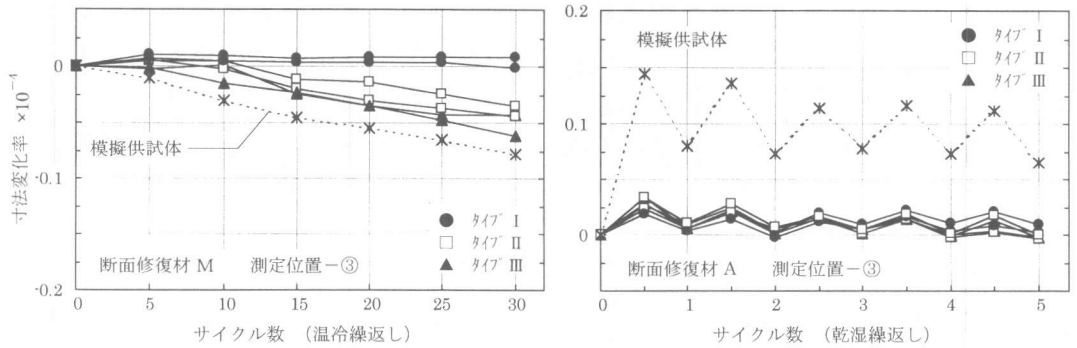 寸法変化率 ×10⁻⁴
0
-0.1
-0.2
模擬供試体
● ﾀｲﾌﾟ Ⅰ
□ ﾀｲﾌﾟ Ⅱ
▲ ﾀｲﾌﾟ Ⅲ
断面修復材 M 測定位置－③
0 5 10 15 20 25 30
サイクル数 （温冷繰返し）
0.2
0.1
0
模擬供試体
● ﾀｲﾌﾟ Ⅰ
□ ﾀｲﾌﾟ Ⅱ
▲ ﾀｲﾌﾟ Ⅲ
断面修復材 A 測定位置－③
0 1 2 3 4 5
サイクル数 （乾湿繰返し）